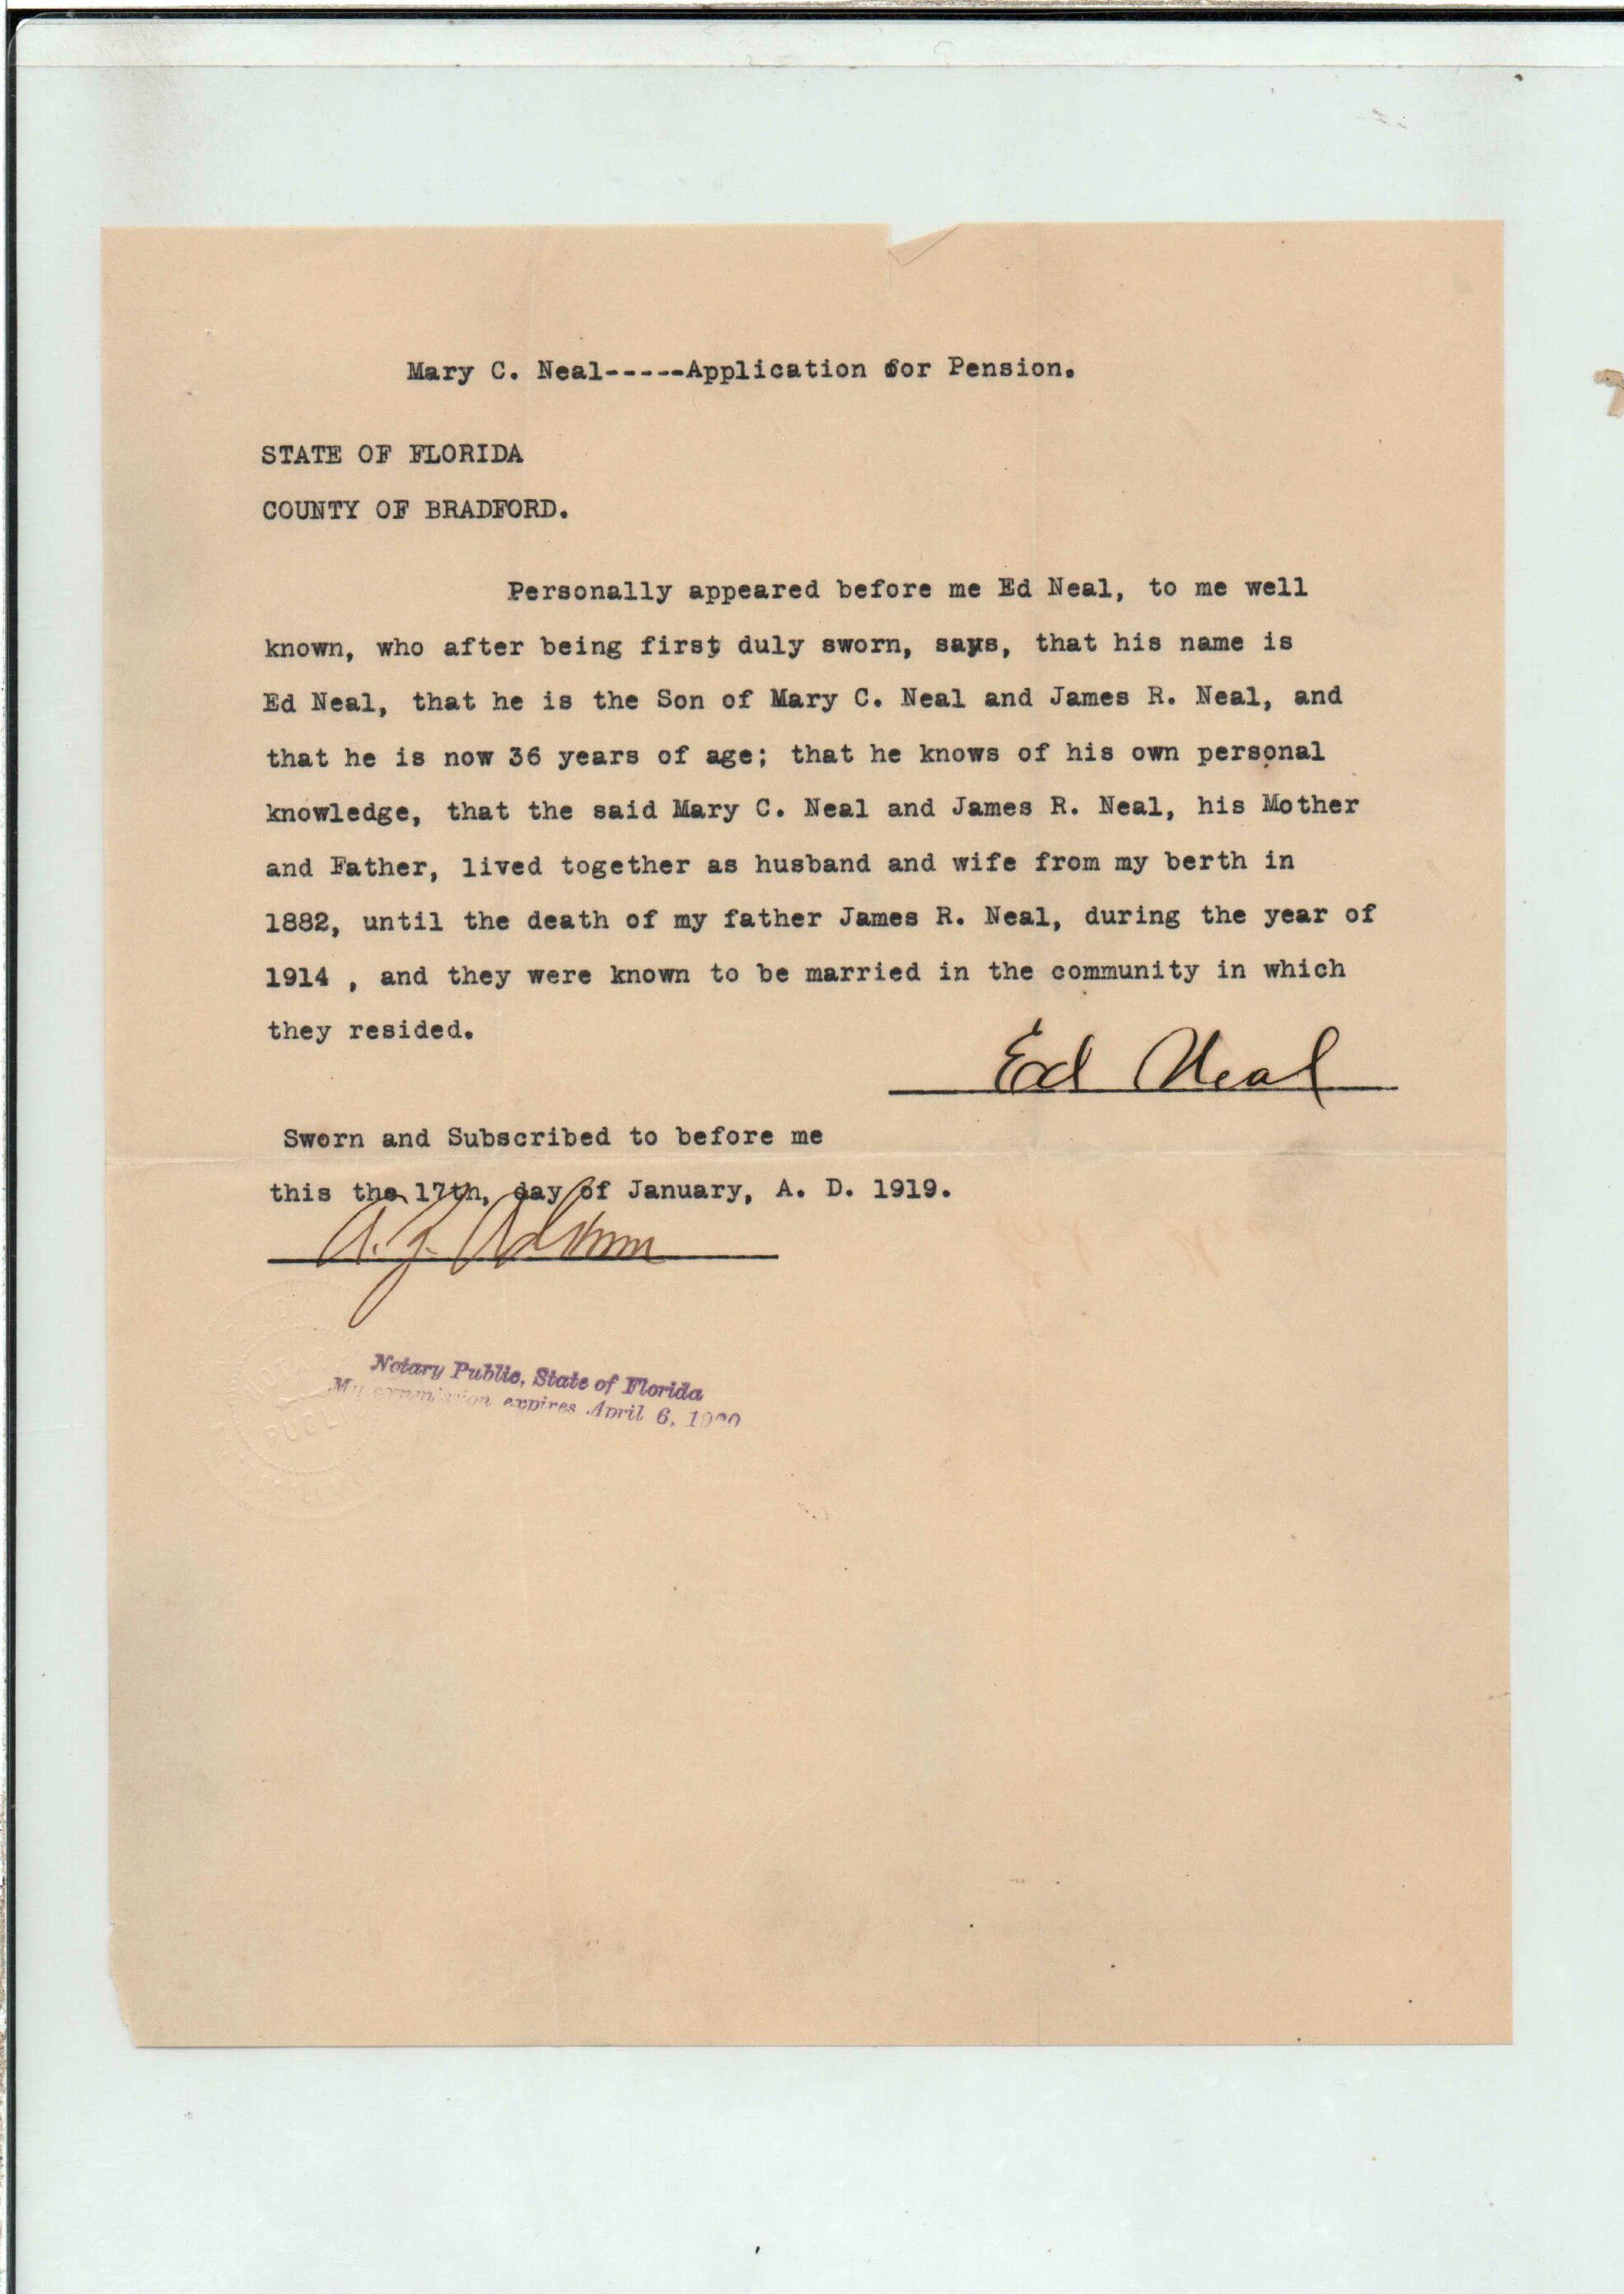 Mary C. Neal-----Application for Pension.
STATE OF FLORIDA
COUNTY OF BRADFORD.
Personally appeared before me Ed Neal, to me well
known, who after being first duly sworn, says, that his name is
Ed Neal, that he is the Son of Mary C. Neal and James R. Neal, and
that he is now 36 years of age; that he knows of his own personal
knowledge, that the said Mary C. Neal and James R. Neal, his Mother
and Father, lived together as husband and wife from my berth in
1882, until the death of my father James R. Neal, during the year of
1914 , and they were known to be married in the community in which
they resided.
Ed Neal
Sworn and Subscribed to before me
this the 17th, day of January, A. D. 1919.
Notary Public, State of Florida
My commission expires April 6, 1920